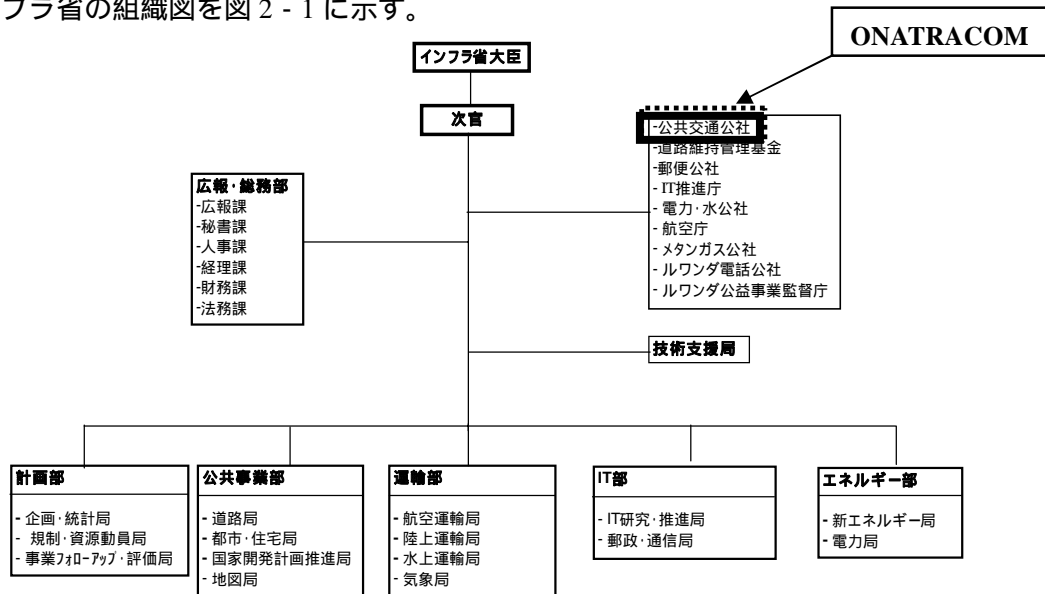 フラ省の組織図を図 2 - 1 に示す。
ONATRACOM
インフラ省大臣
次官
-公共交通公社
-道路維持管理基金
-郵便公社
- IT推進庁
- 電力･水公社
- 航空庁
- メタンガス公社
- ルワンダ電話公社
- ルワンダ公益事業監督庁
広報･総務部
-広報課
-秘書課
-人事課
-経理課
-財務課
-法務課
技術支援局
計画部
- 企画･統計局
- 規制･資源動員局
- 事業ﾌｫﾛｰｱｯﾌﾟ･評価局
公共事業部
- 道路局
- 都市･住宅局
- 国家開発計画推進局
- 地図局
運輸部
- 航空運輸局
- 陸上運輸局
- 水上運輸局
- 気象局
IT部
- IT研究･推進局
- 郵政･通信局
エネルギー部
- 新エネルギー局
- 電力局